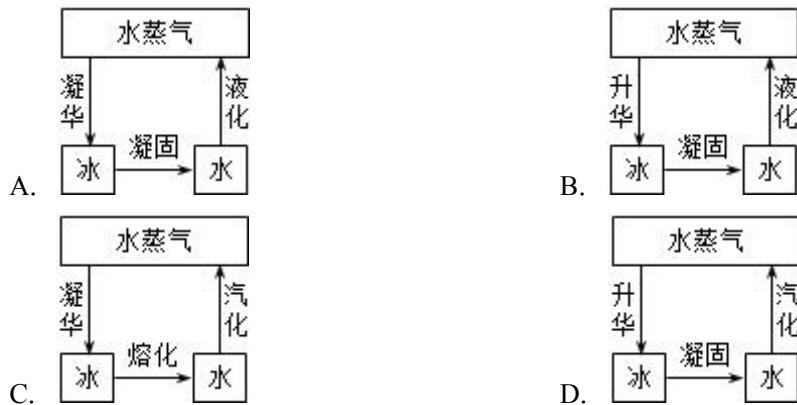 水蒸气 水蒸气
凝华 液化 升华 液化
凝固 凝固
A. 冰 水 B. 冰 水
水蒸气 水蒸气
凝华 汽化 升华 汽化
熔化 凝固
C. 冰 水 D. 冰 水